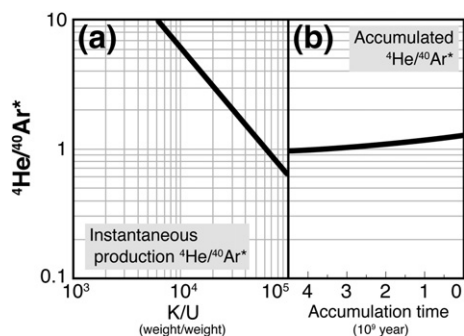 (a)
(b)
Accumulated
⁴He/⁴⁰Ar*
10
1
0.1
⁴He/⁴⁰Ar*
Instantaneous
production ⁴He/⁴⁰Ar*
10³
10⁴
10⁵
K/U
(weight/weight)
4
3
2
1
0
Accumulation time
(10⁹ year)